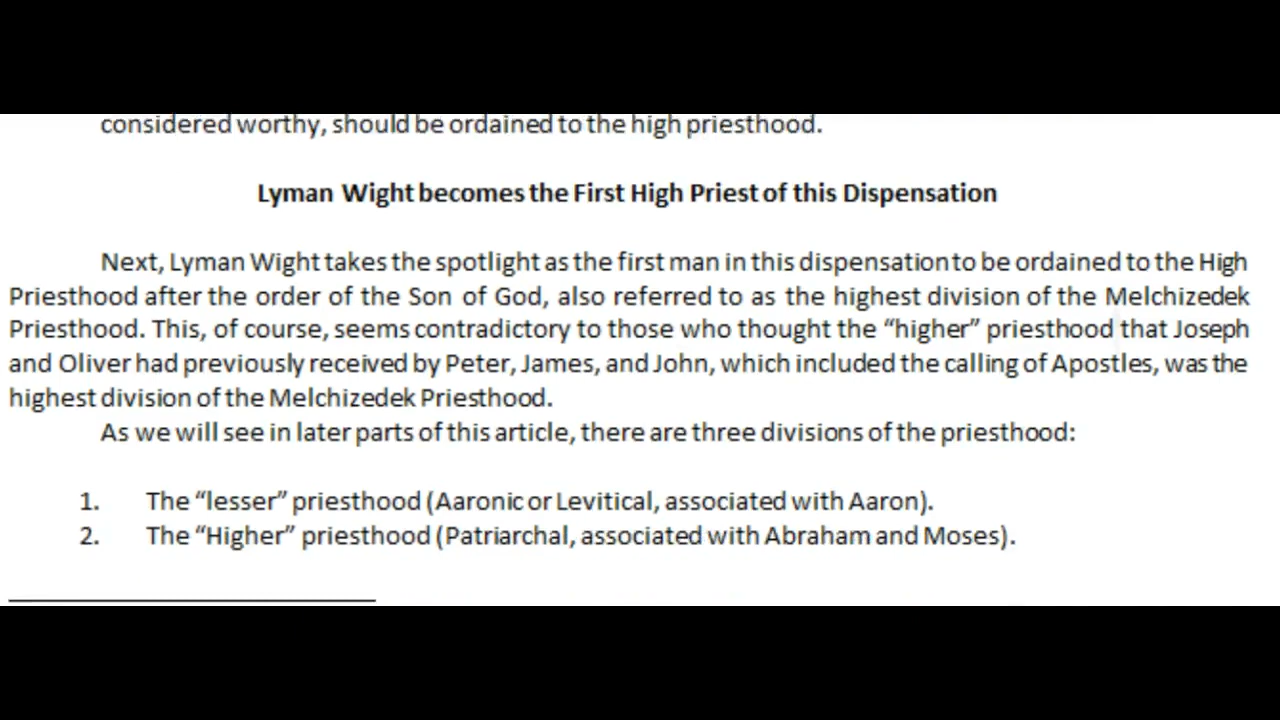 considered worthy, should be ordained to the high priesthood.
Lyman Wight becomes the First High Priest of this Dispensation
Next, Lyman Wight takes the spotlight as the first man in this dispensation to be ordained to the High
Priesthood after the order of the Son of God, also referred to as the highest division of the Melchizedek
Priesthood. This, of course, seems contradictory to those who thought the “higher” priesthood that Joseph
and Oliver had previously received by Peter, James, and John, which included the calling of Apostles, was the
highest division of the Melchizedek Priesthood.
As we will see in later parts of this article, there are three divisions of the priesthood:
1. The “lesser” priesthood (Aaronic or Levitical, associated with Aaron).
2. The “Higher” priesthood (Patriarchal, associated with Abraham and Moses).